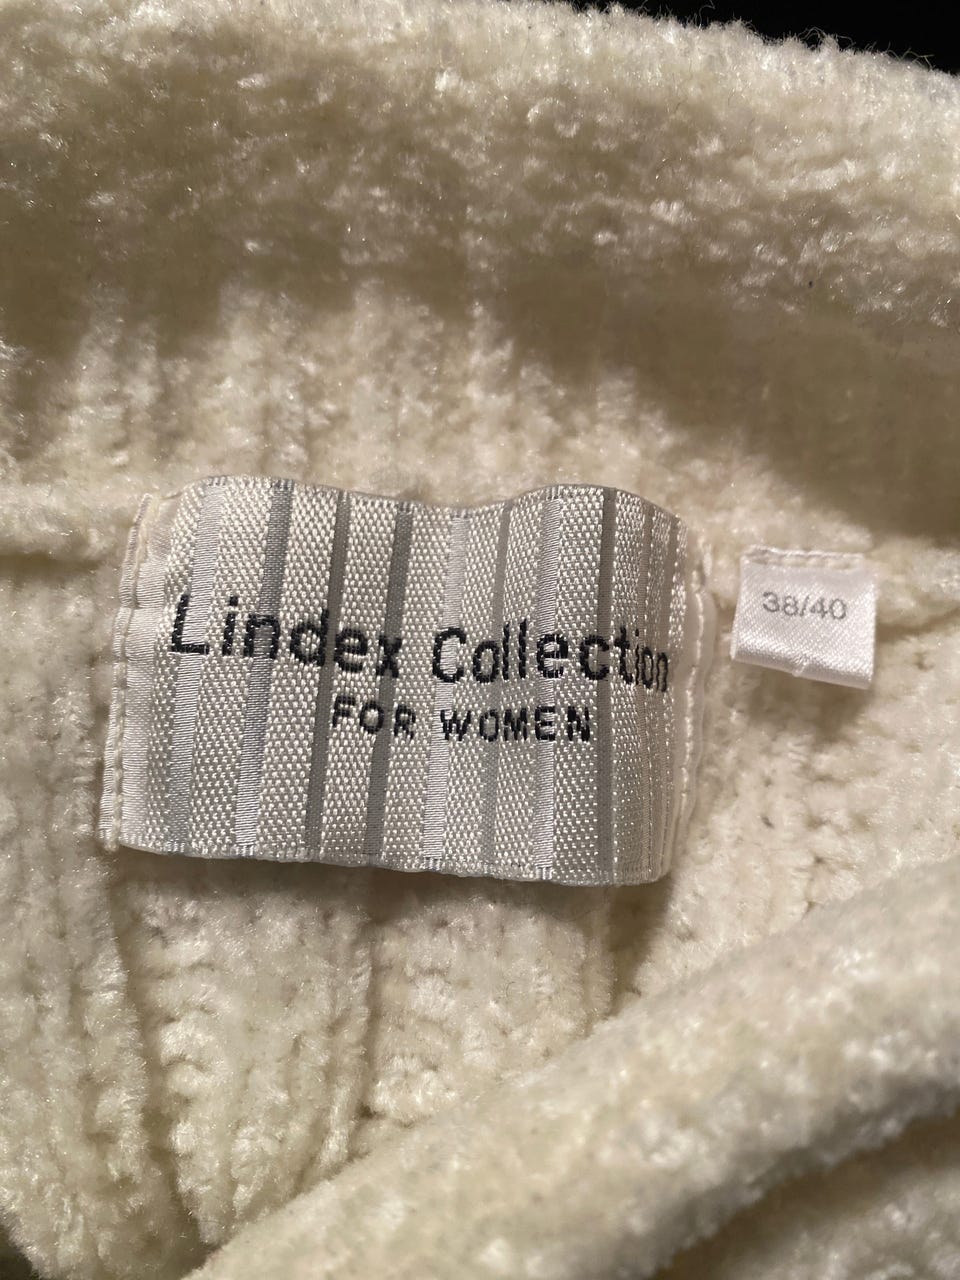 Lindex Collection
FOR WOMEN
38/40